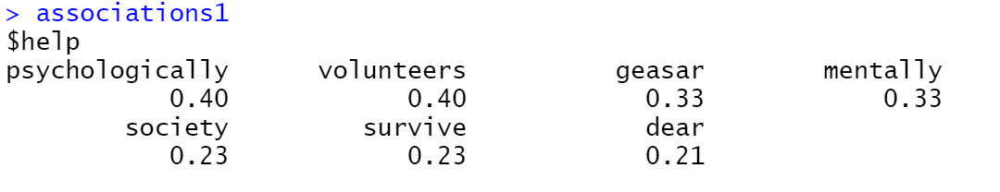 > associations1
$help
psychologically volunteers geasar mentally
0.40 0.40 0.33 0.33
society survive dear
0.23 0.23 0.21